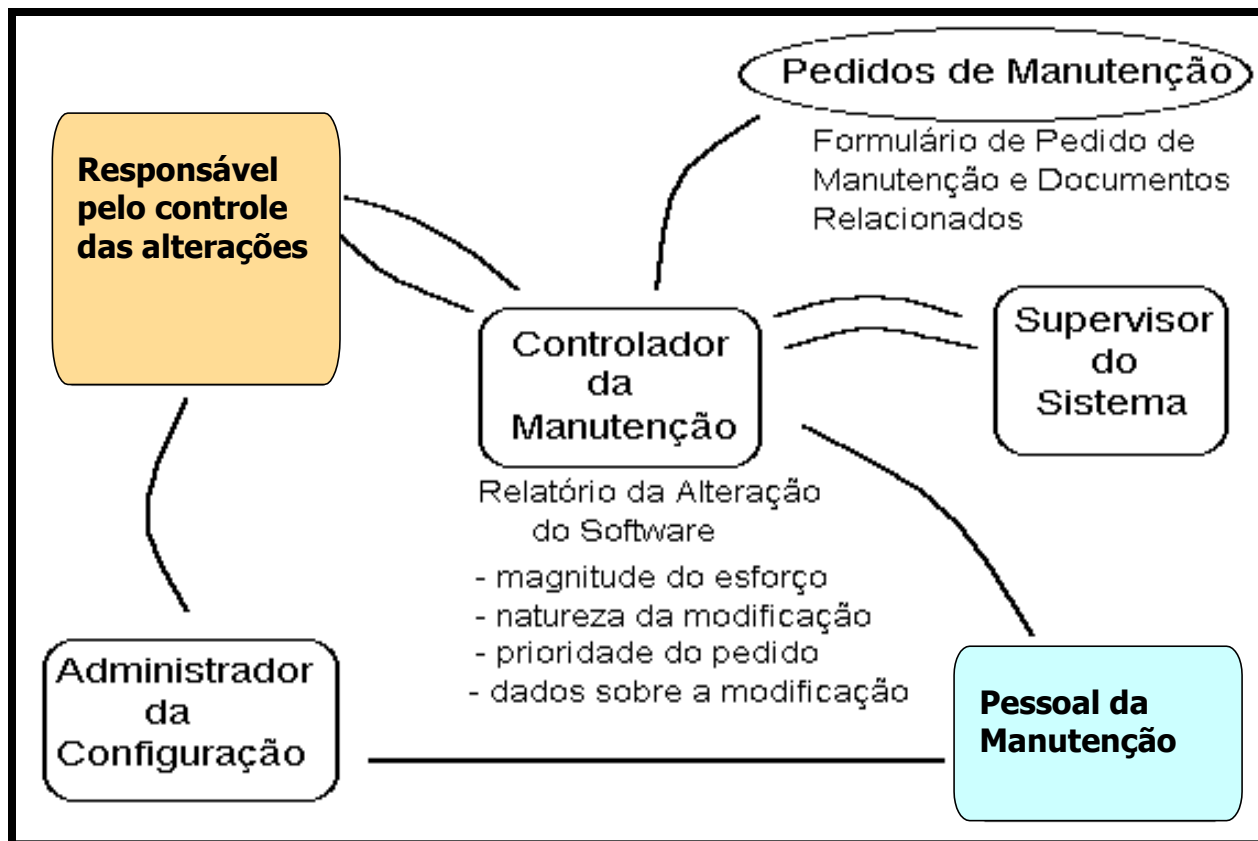 Pedidos de Manutenção
Formulário de Pedido de
Manutenção e Documentos
Relacionados
Responsável
pelo controle
das alterações
Controlador
da
Manutenção
Supervisor
do
Sistema
Relatório da Alteração
do Software
- magnitude do esforço
- natureza da modificação
- prioridade do pedido
- dados sobre a modificação
Administrador
da
Configuração
Pessoal da
Manutenção